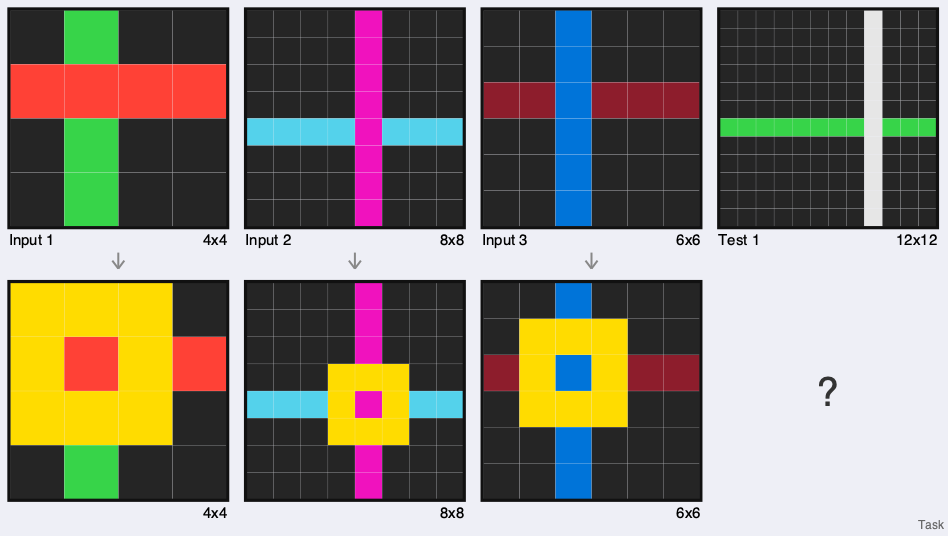 Input 1 4x4
Input 2 8x8
Input 3 6x6
Test 1 12x12
4x4
8x8
6x6
?
Task